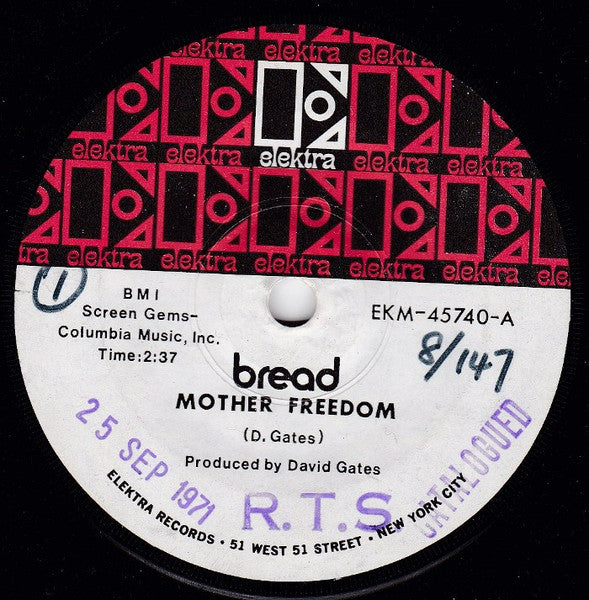 elektra elektra elektra
elektra elektra elektra
elektra elektra elektra elektra elektra
1
BMI
Screen Gems-
Columbia Music, Inc.
Time:2:37
EKM-45740-A
8/147
bread
MOTHER FREEDOM
(D. Gates)
Produced by David Gates
25 SEP 1971
R.T.S.
CATALOGUED
ELEKTRA RECORDS • 51 WEST 51 STREET • NEW YORK CITY